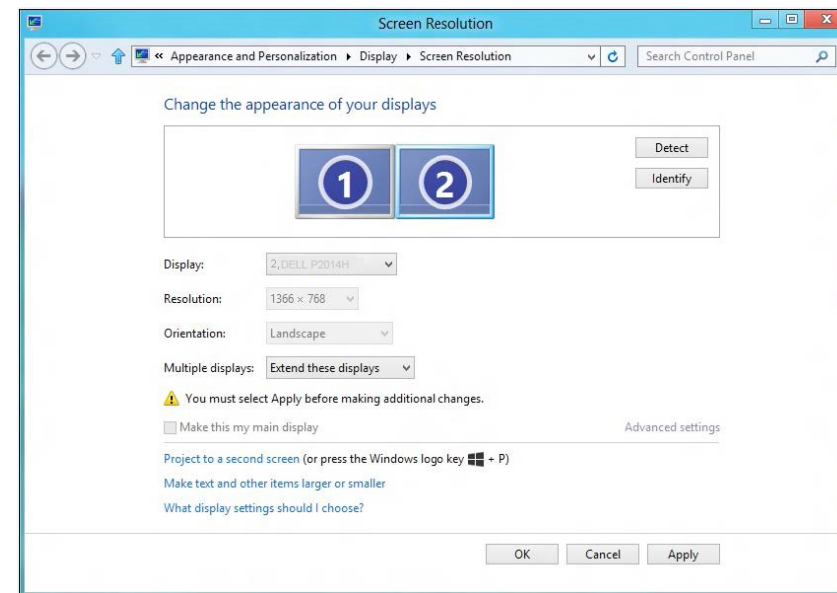 Screen Resolution
« Appearance and Personalization ▸ Display ▸ Screen Resolution
Search Control Panel
Change the appearance of your displays
1 2
Detect
Identify
Display: 2,DELL P2014H
Resolution: 1366 × 768
Orientation: Landscape
Multiple displays: Extend these displays
You must select Apply before making additional changes.
Make this my main display Advanced settings
Project to a second screen (or press the Windows logo key + P)
Make text and other items larger or smaller
What display settings should I choose?
OK Cancel Apply